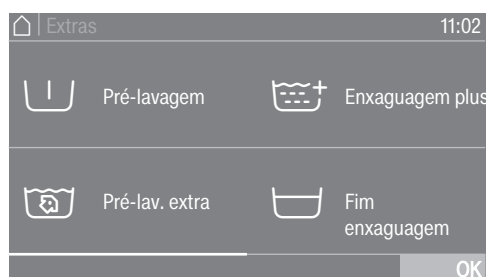 Extras 11:02
Pré-lavagem
Enxaguagem plus
Pré-lav. extra
Fim
enxaguagem
OK